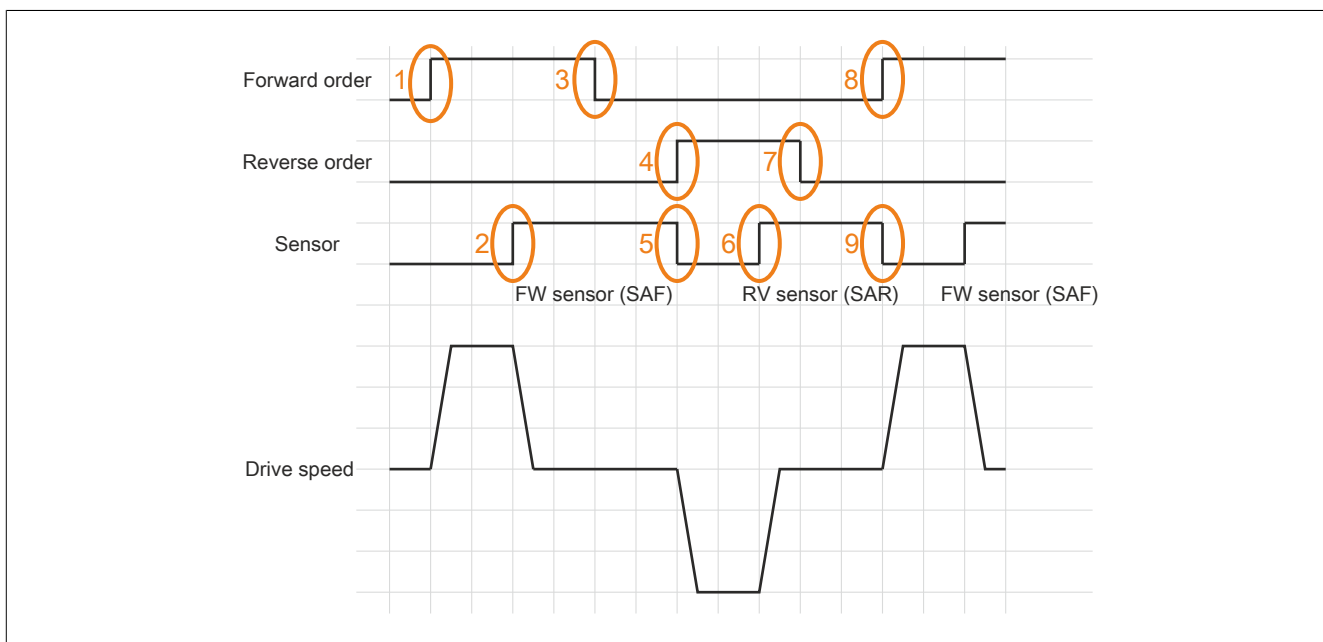 Forward order
1
3
8
Reverse order
4
7
Sensor
2
5
6
9
FW sensor (SAF)
RV sensor (SAR)
FW sensor (SAF)
Drive speed